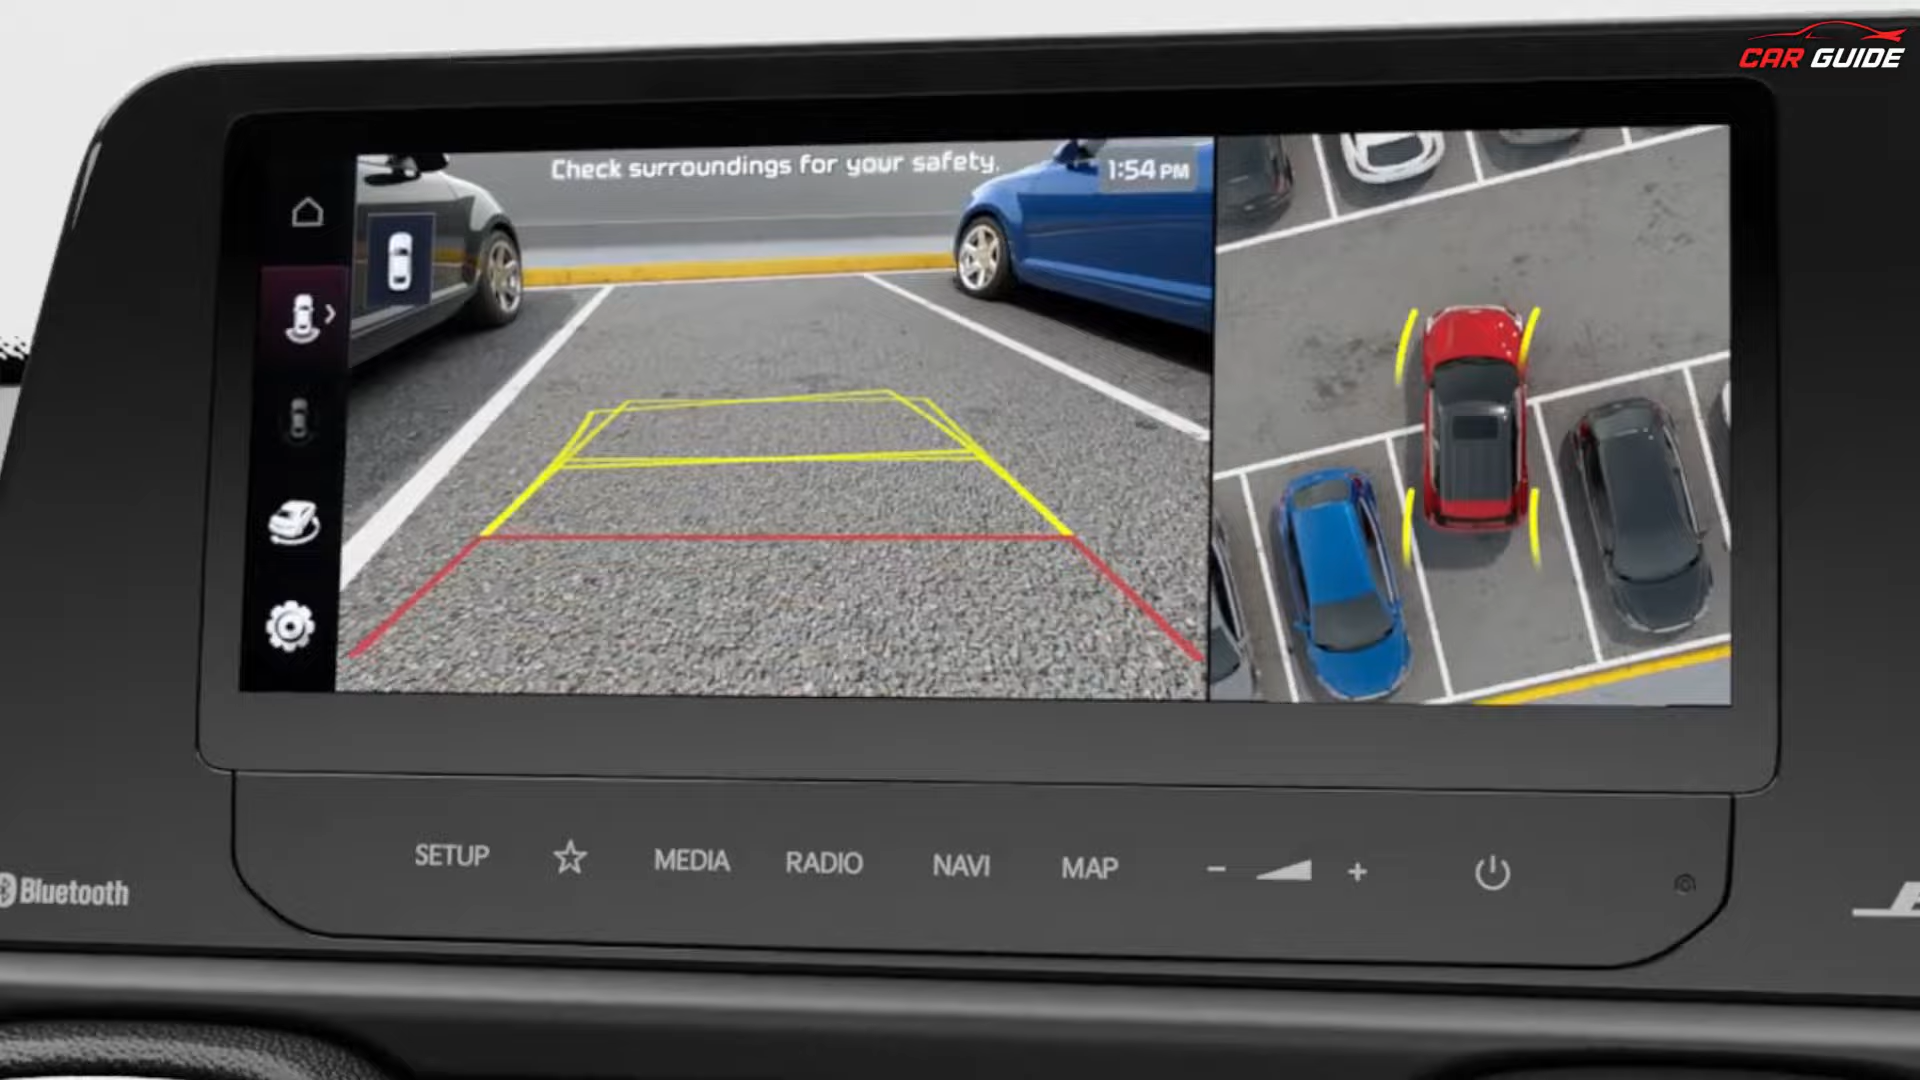 CAR GUIDE
Check surroundings for your safety.
1:54 PM
SETUP
MEDIA
RADIO
NAVI
MAP
- +
Bluetooth